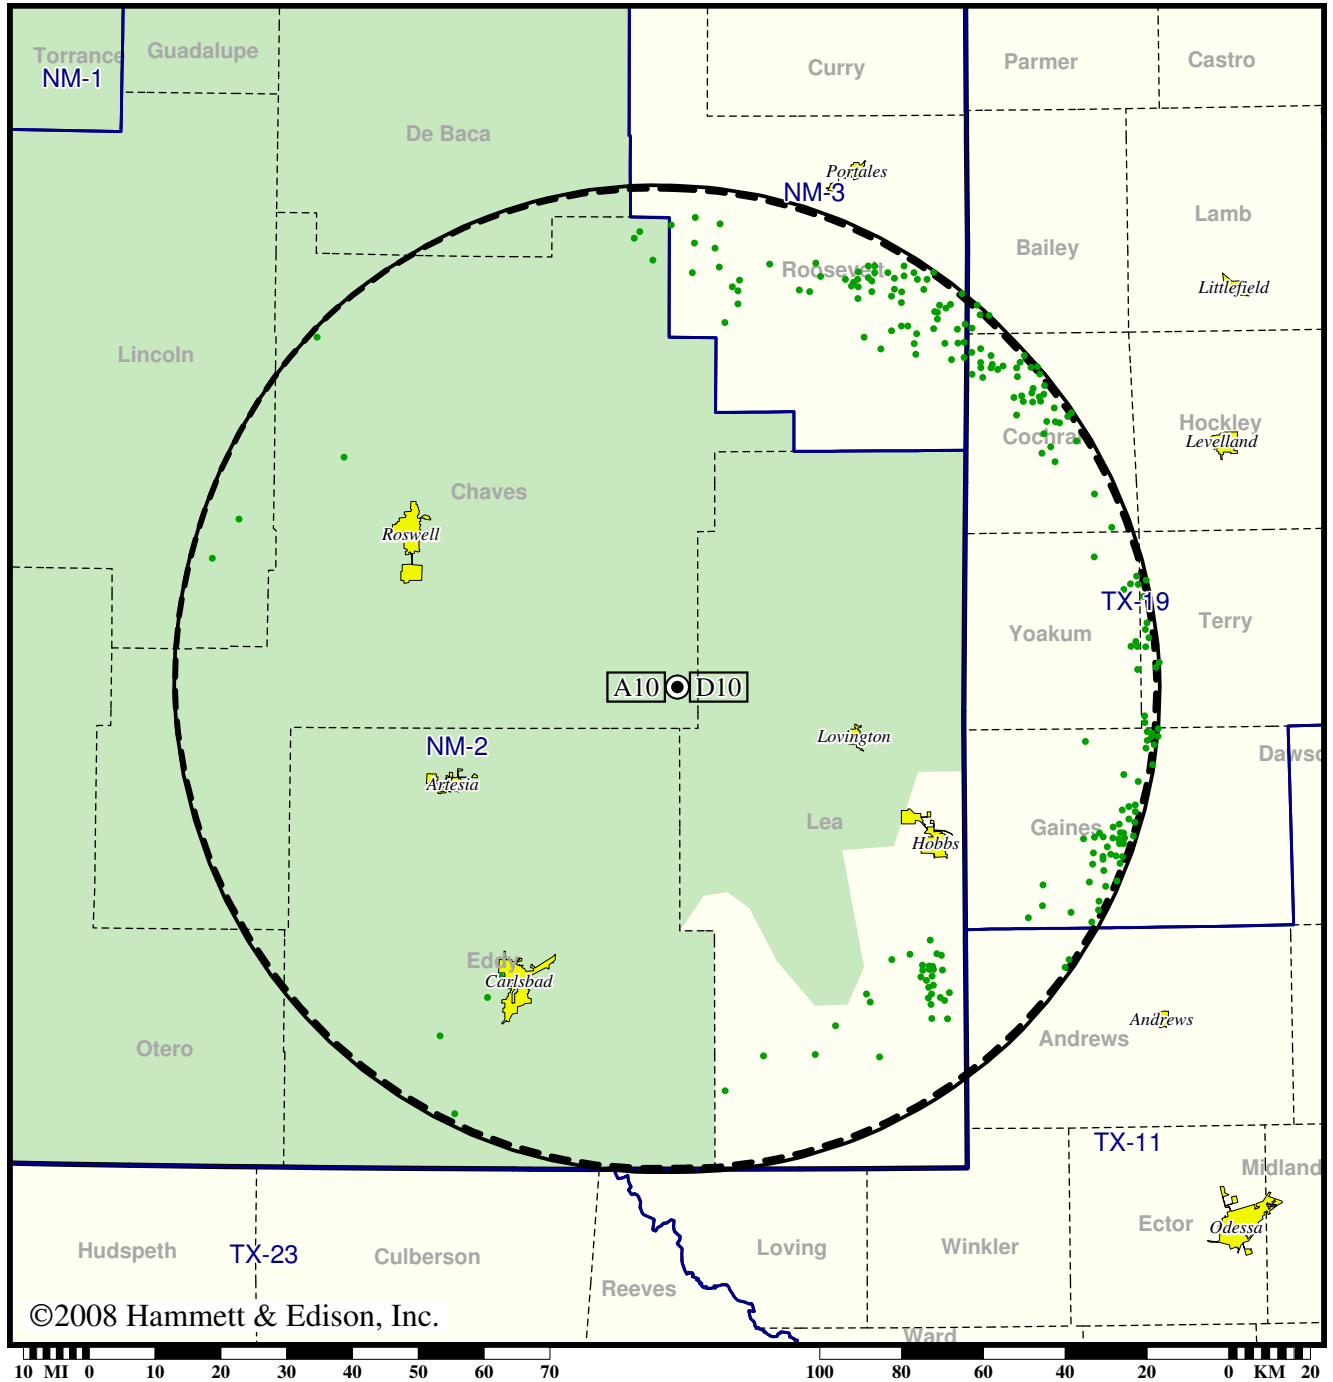 Torrance
Guadalupe
NM-1
Curry
Parmer
Castro
De Baca
Portales
NM-3
Lamb
Bailey
Roosevelt
Littlefield
Lincoln
Hockley
Cochra
Levelland
Chaves
Roswell
TX-19
Yoakum
Terry
A10
D10
NM-2
Lovington
Dawso
Artesia
Lea
Gaines
Hobbs
Eddy
Carlsbad
Otero
Andrews
Andrews
TX-11
Midland
Ector
Odessa
Hudspeth
TX-23
Culberson
Loving
Winkler
Reeves
©2008 Hammett & Edison, Inc.
Ward
10 MI 0 10 20 30 40 50 60 70
100 80 60 40 20 0 KM 20